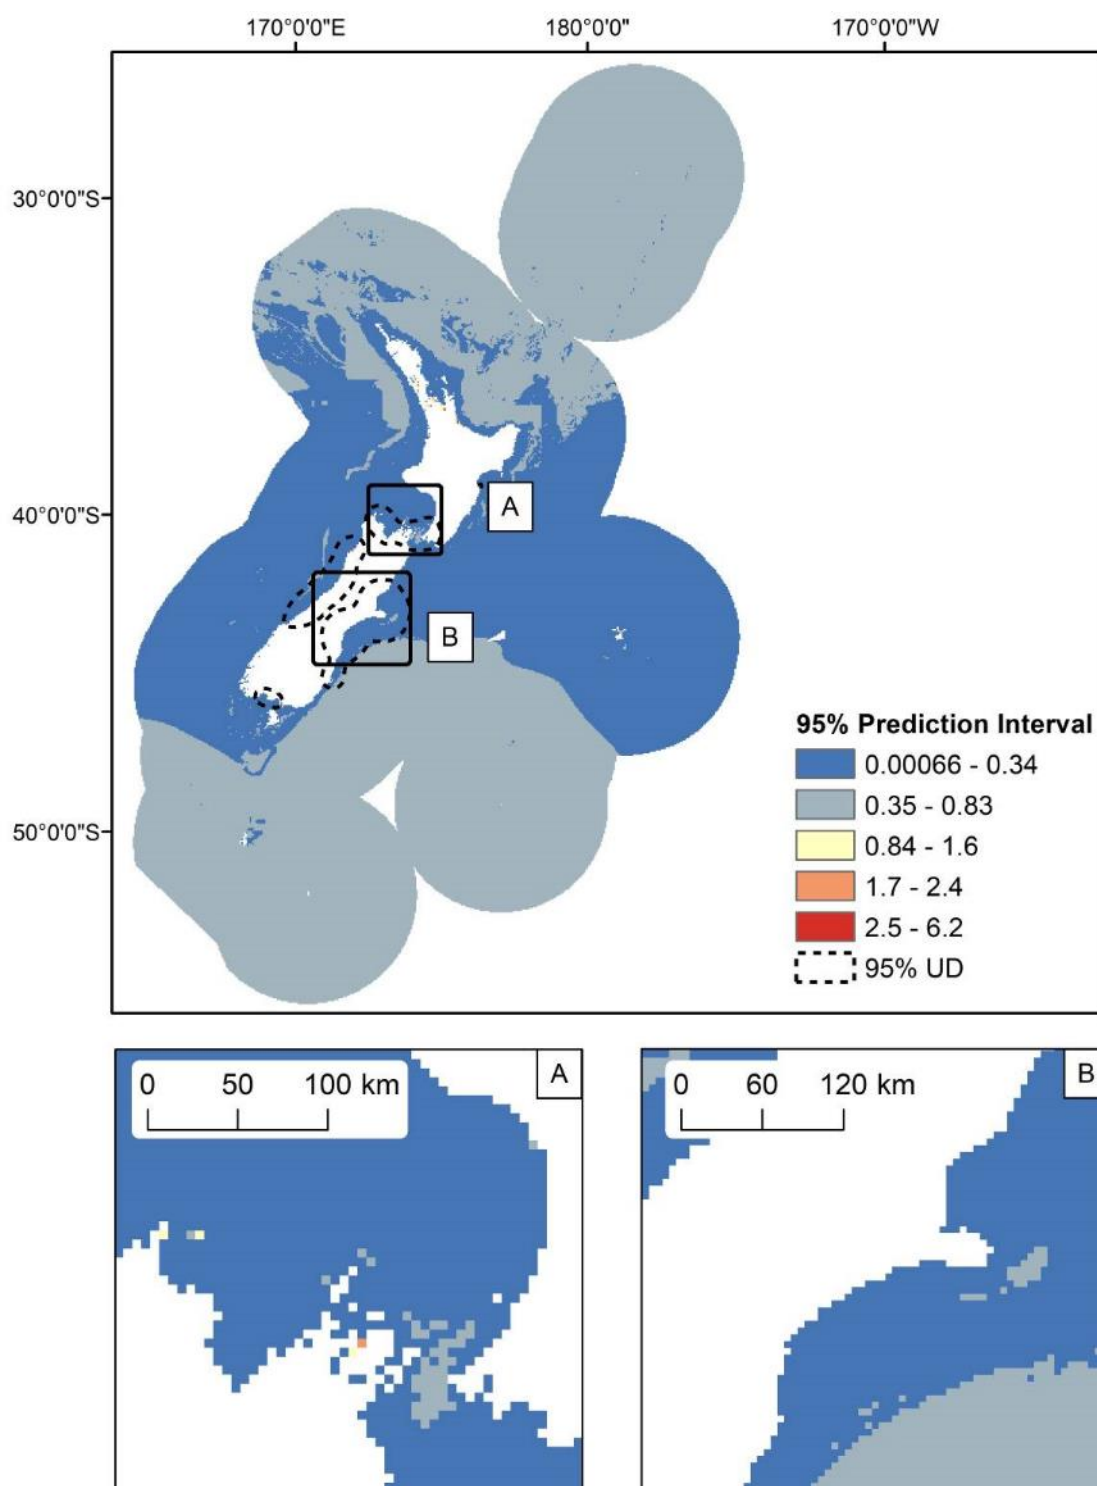 170°0'0"E 180°0'0" 170°0'0"W
30°0'0"S
40°0'0"S
50°0'0"S
A
B
95% Prediction Interval
0.00066 - 0.34
0.35 - 0.83
0.84 - 1.6
1.7 - 2.4
2.5 - 6.2
95% UD
0 50 100 km A
0 60 120 km B